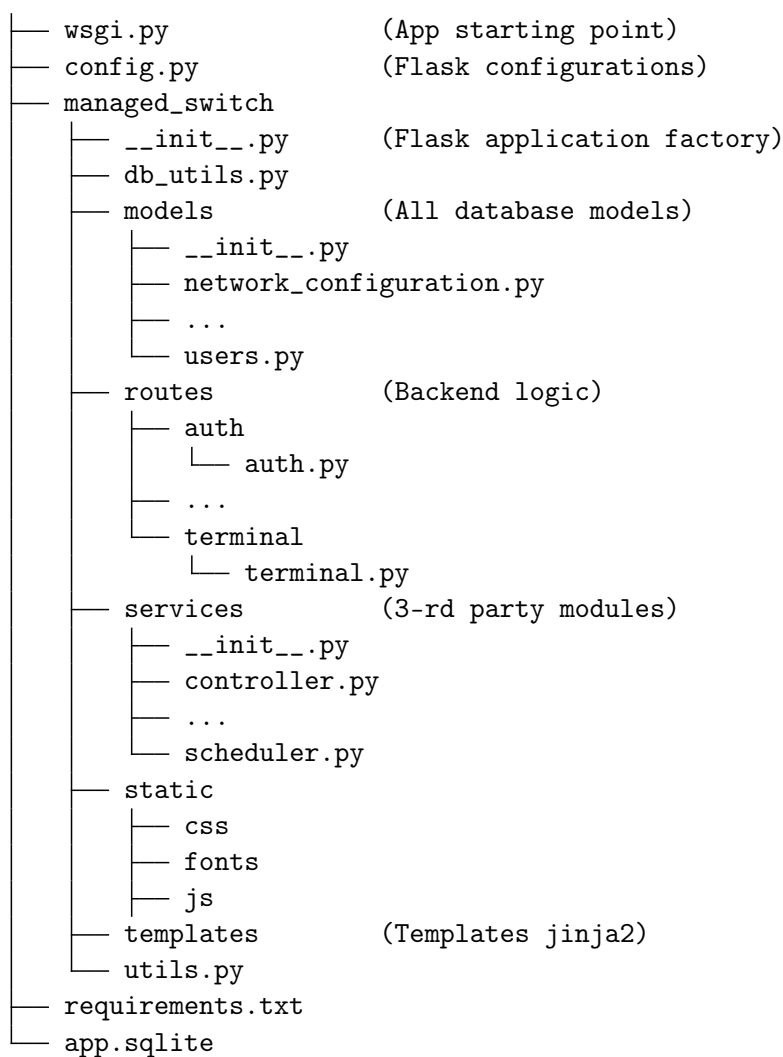 ├── wsgi.py (App starting point)
├── config.py (Flask configurations)
├── managed_switch
│   ├── __init__.py (Flask application factory)
│   ├── db_utils.py
│   ├── models (All database models)
│   │   ├── __init__.py
│   │   ├── network_configuration.py
│   │   ├── ...
│   │   └── users.py
│   ├── routes (Backend logic)
│   │   ├── auth
│   │   │   └── auth.py
│   │   ├── ...
│   │   └── terminal
│   │       └── terminal.py
│   ├── services (3-rd party modules)
│   │   ├── __init__.py
│   │   ├── controller.py
│   │   ├── ...
│   │   └── scheduler.py
│   ├── static
│   │   ├── css
│   │   ├── fonts
│   │   ├── js
│   ├── templates (Templates jinja2)
│   └── utils.py
├── requirements.txt
└── app.sqlite